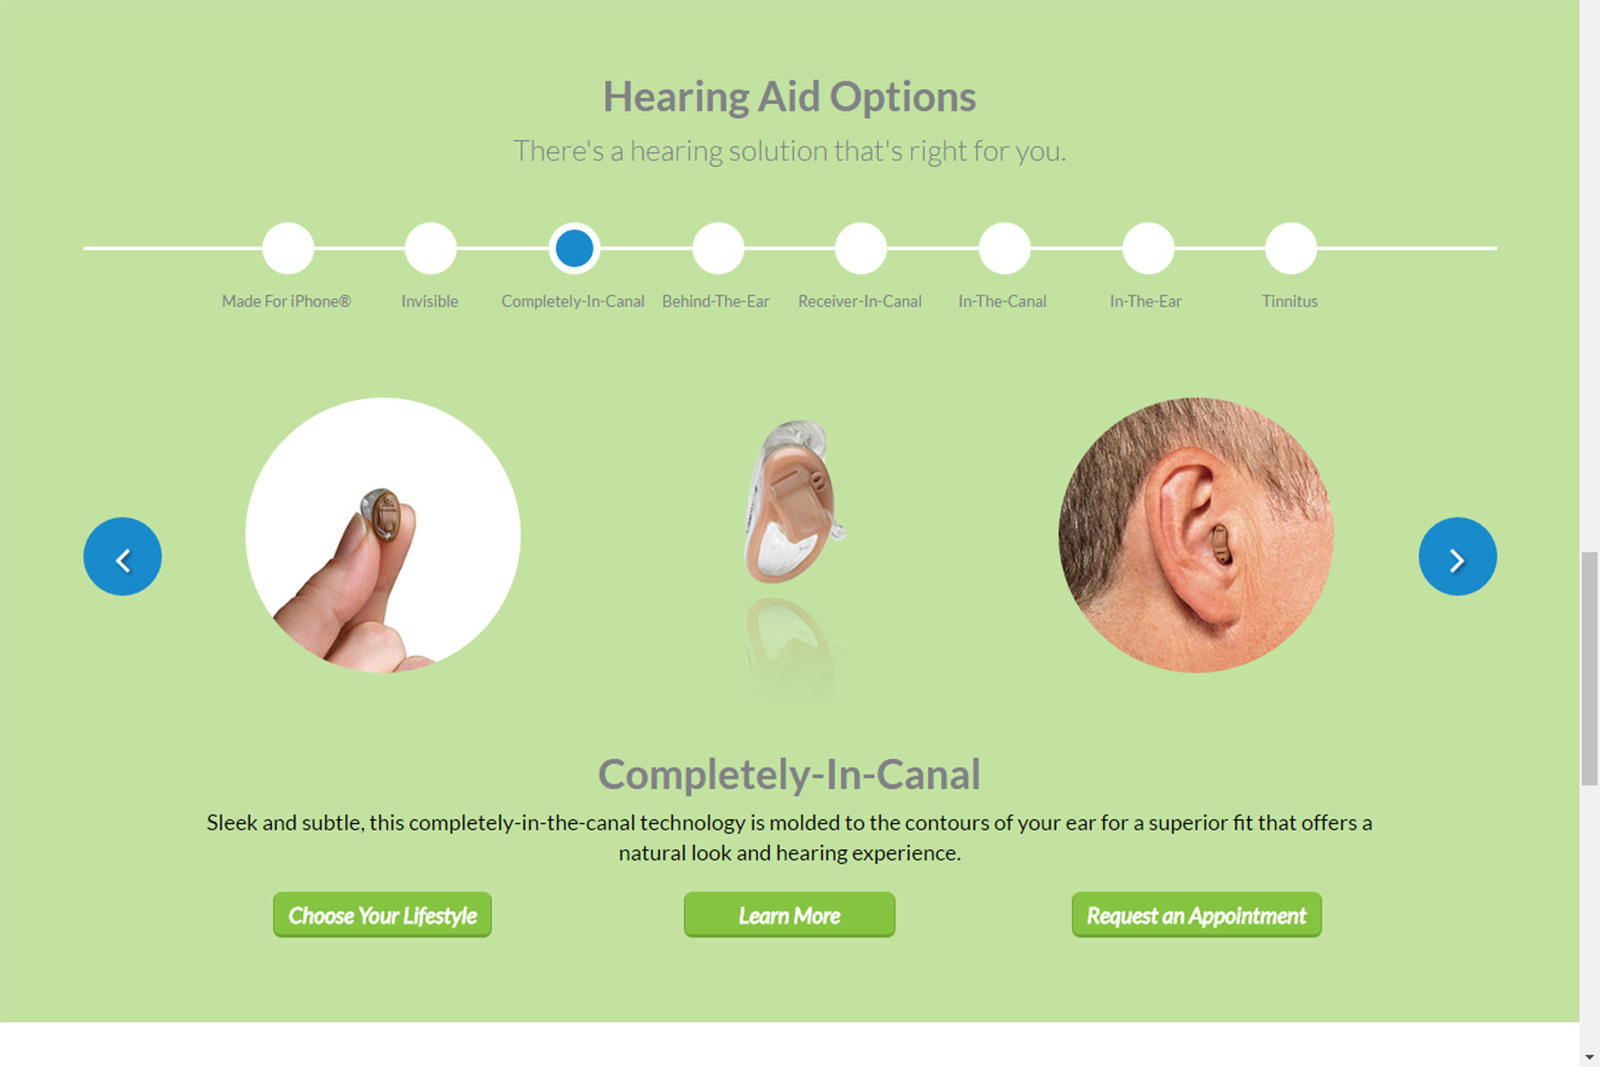 Hearing Aid Options
There's a hearing solution that's right for you.
Made For iPhone®
Invisible
Completely-In-Canal
Behind-The-Ear
Receiver-In-Canal
In-The-Canal
In-The-Ear
Tinnitus
Completely-In-Canal
Sleek and subtle, this completely-in-the-canal technology is molded to the contours of your ear for a superior fit that offers a
natural look and hearing experience.
Choose Your Lifestyle
Learn More
Request an Appointment